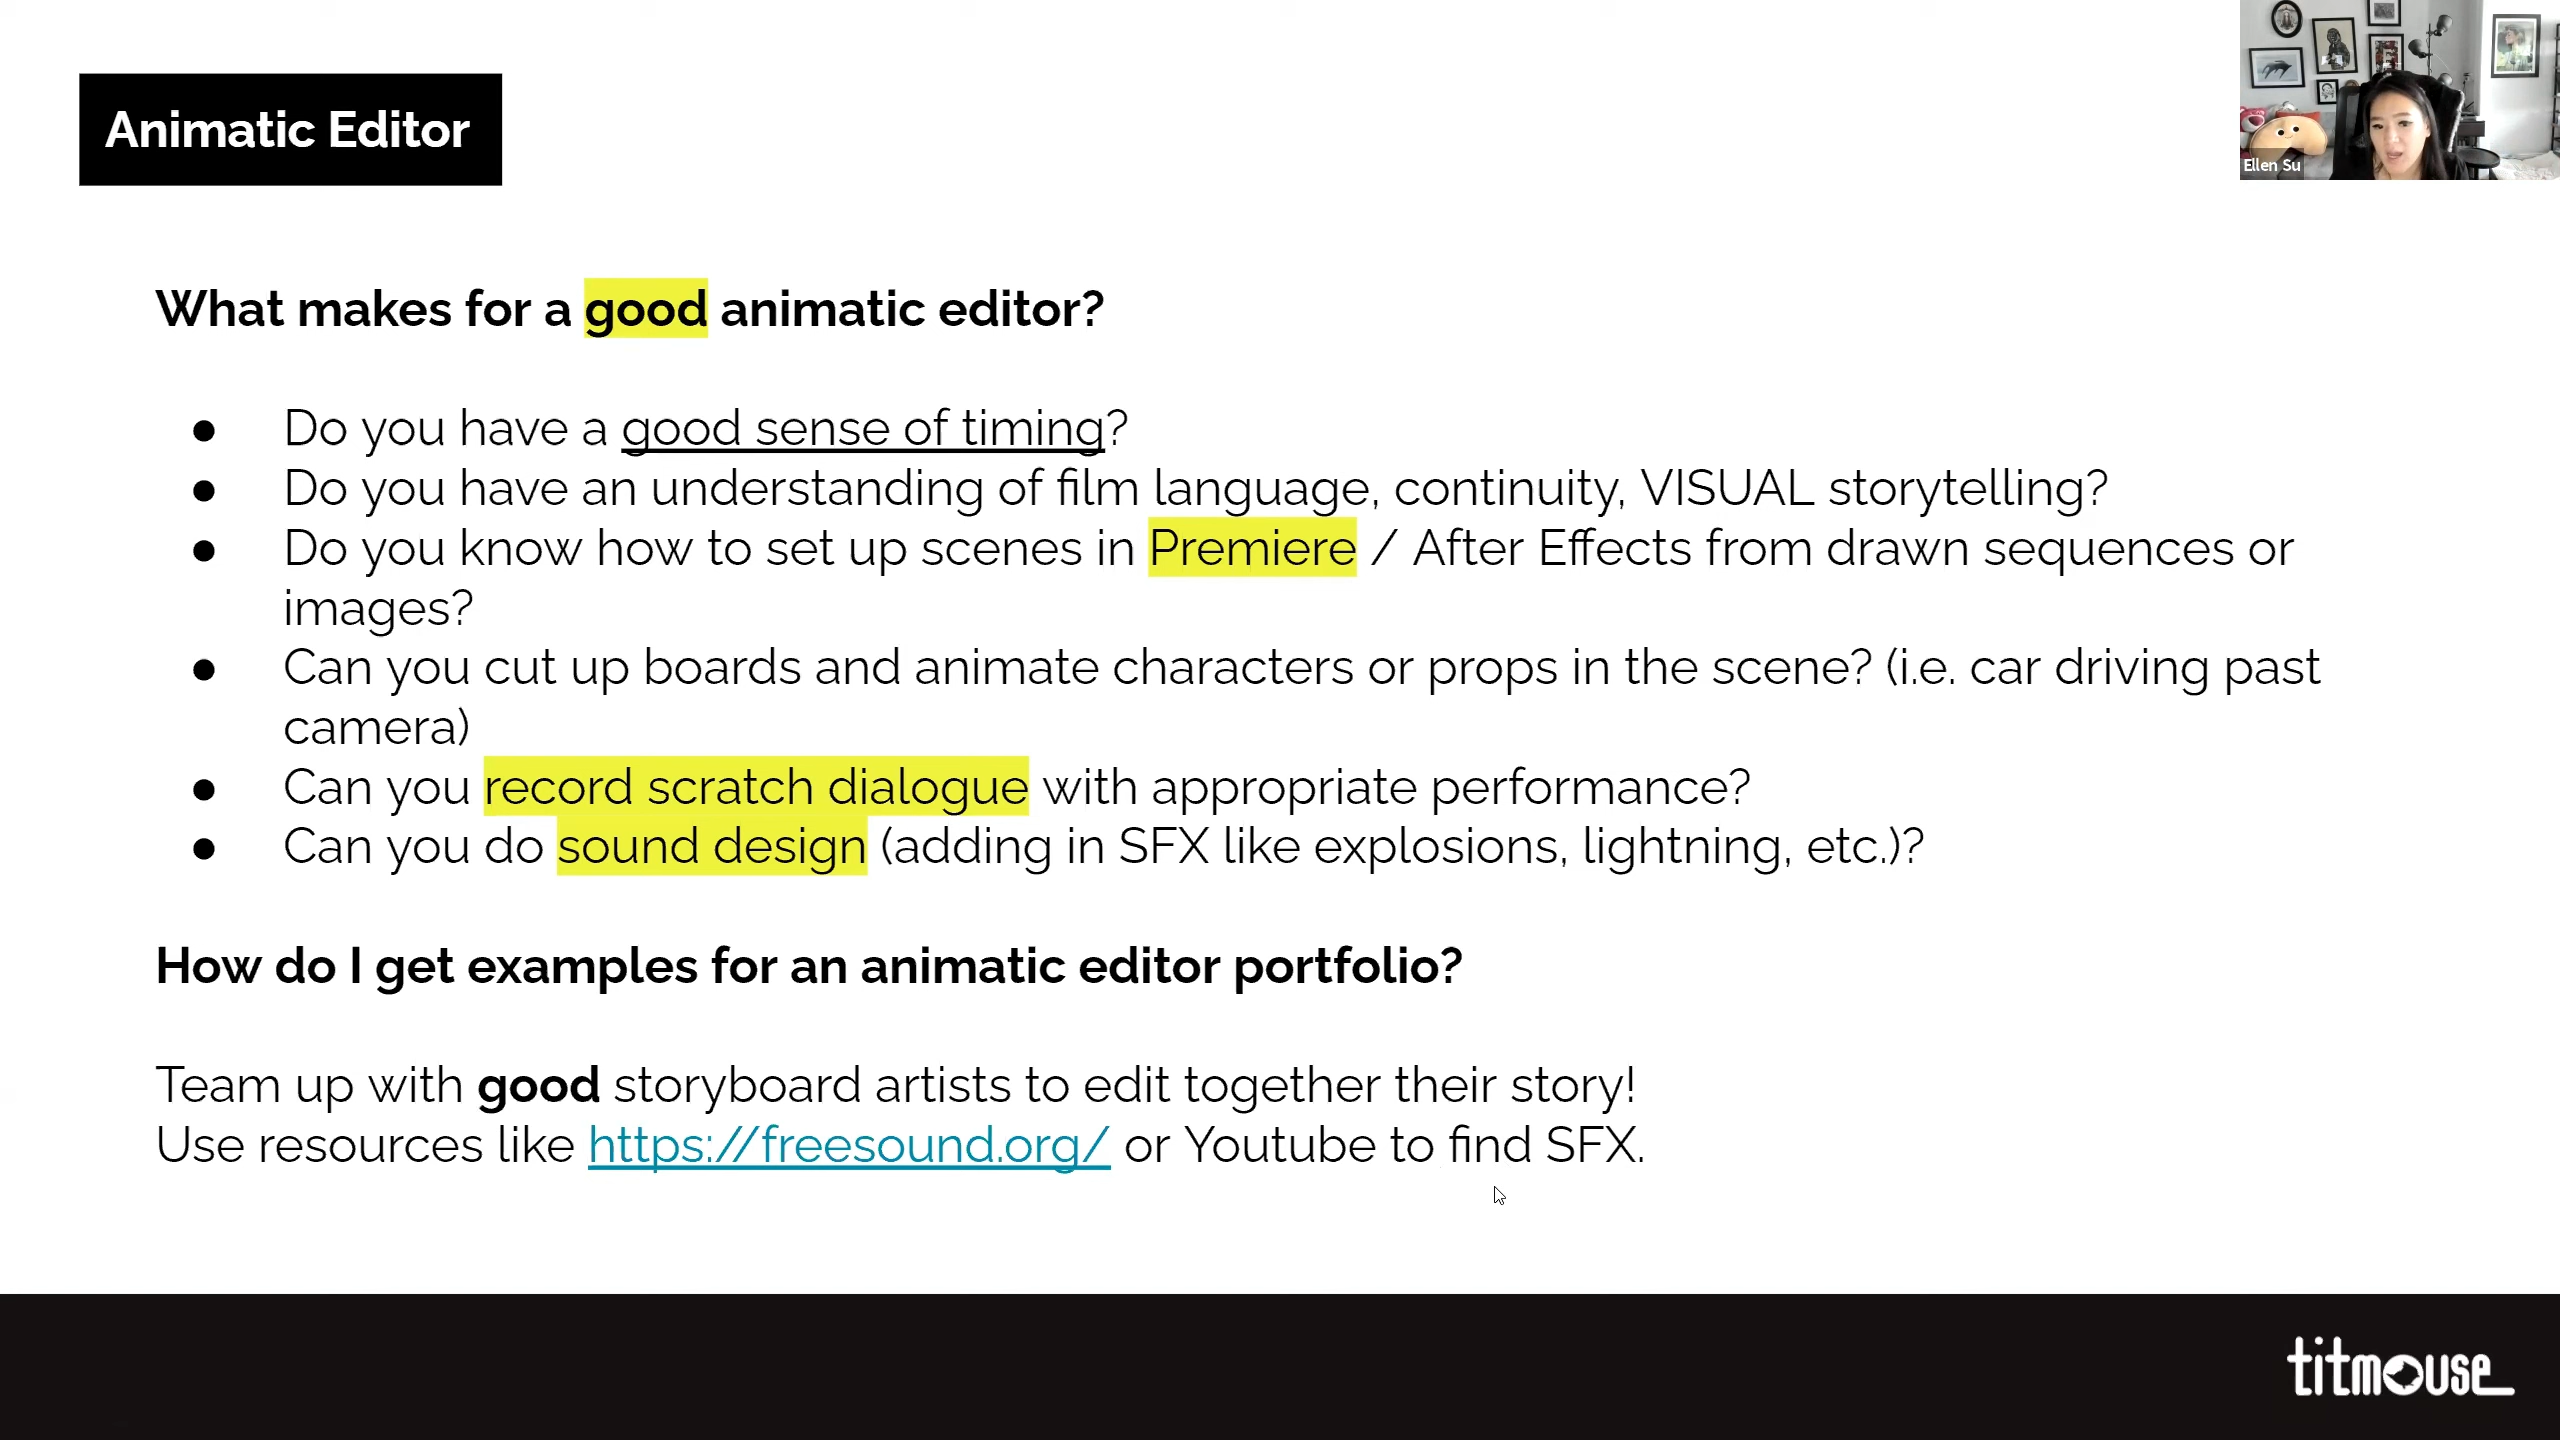 Animatic Editor
Ellen Su
What makes for a good animatic editor?
● Do you have a good sense of timing?
● Do you have an understanding of film language, continuity, VISUAL storytelling?
● Do you know how to set up scenes in Premiere / After Effects from drawn sequences or
images?
● Can you cut up boards and animate characters or props in the scene? (i.e. car driving past
camera)
● Can you record scratch dialogue with appropriate performance?
● Can you do sound design (adding in SFX like explosions, lightning, etc.)?
How do I get examples for an animatic editor portfolio?
Team up with good storyboard artists to edit together their story!
Use resources like https://freesound.org/ or Youtube to find SFX.
titmouse